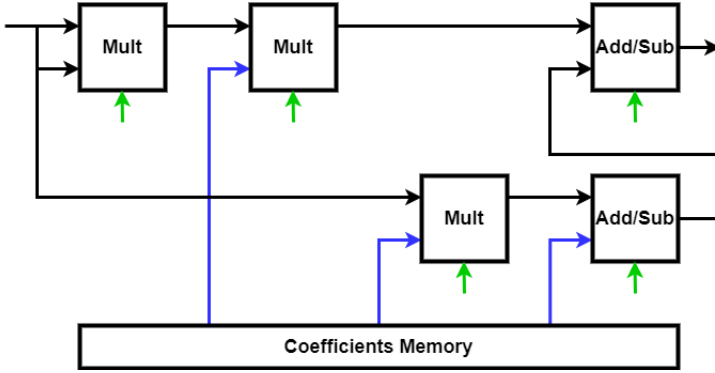 Mult
Mult
Add/Sub
Mult
Add/Sub
Coefficients Memory